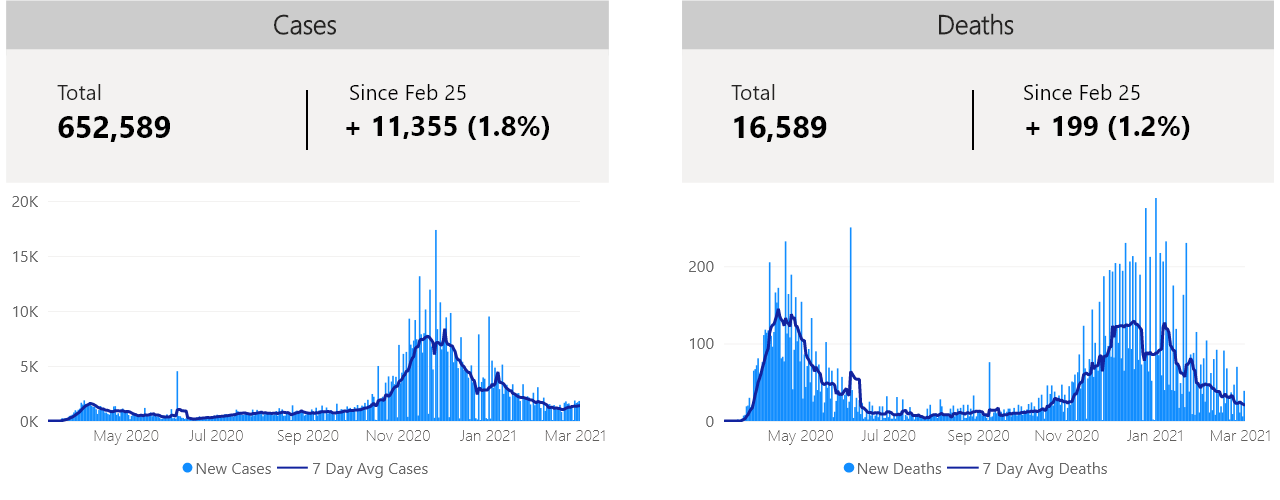 Cases
Total
652,589
Since Feb 25
+ 11,355 (1.8%)
20K
15K
10K
5K
0K
May 2020 Jul 2020 Sep 2020 Nov 2020 Jan 2021 Mar 2021
New Cases 7 Day Avg Cases
Deaths
Total
16,589
Since Feb 25
+ 199 (1.2%)
200
100
0
May 2020 Jul 2020 Sep 2020 Nov 2020 Jan 2021 Mar 2021
New Deaths 7 Day Avg Deaths